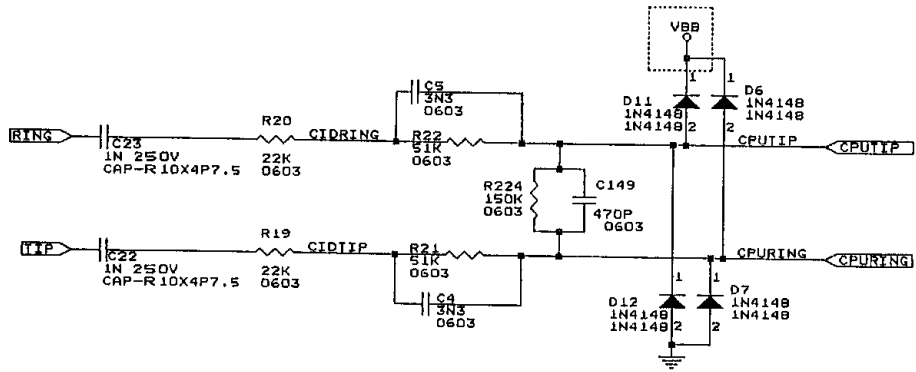 VBB
1
1
C5
3N3
0603
D11
1N4148
1N4148
2
D6
1N4148
1N4148
2
RING
C23
1N 250V
CAP-R10X4P7.5
R20
22K
0603
CIDRING
R22
51K
0603
CPUTIP
CPUTIP
R224
150K
0603
C149
470P
0603
TIP
C22
1N 250V
CAP-R10X4P7.5
R19
22K
0603
CIDTIP
R21
51K
0603
CPURING
CPURING
C4
3N3
0603
1
1
D12
1N4148
1N4148
2
D7
1N4148
1N4148
2